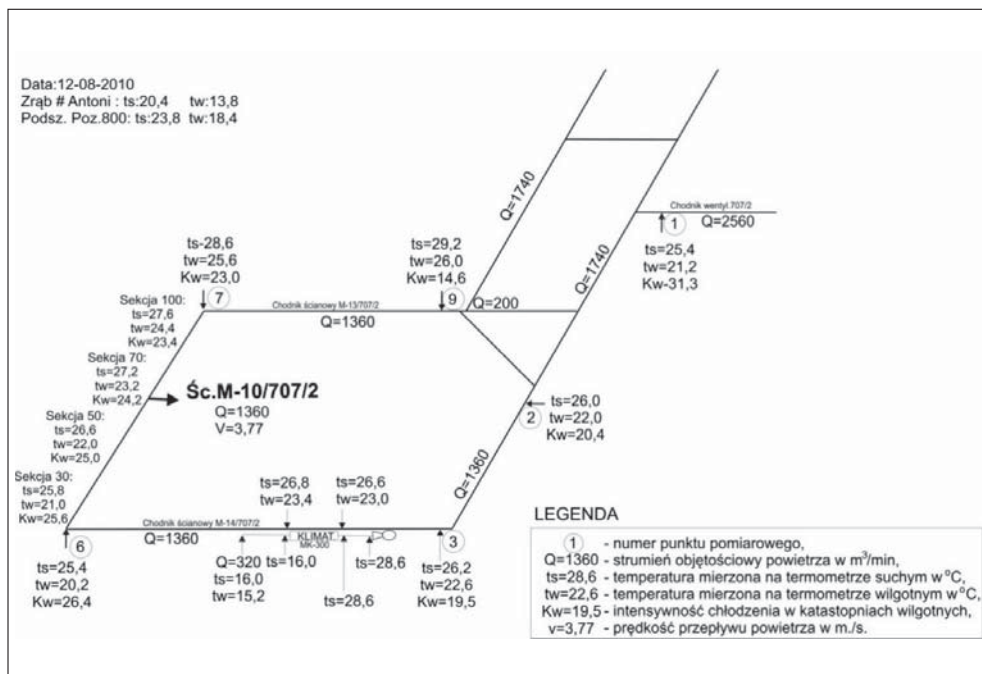 Data:12-08-2010
Zrąb # Antoni : ts:20,4 tw:13,8
Podsz. Poz.800: ts:23,8 tw:18,4
Q=1740
Chodnik wentyl.707/2
Q=2560
1
ts=25,4
tw=21,2
Kw-31,3
Q=1740
ts-28,6
tw=25,6
Kw=23,0
7
ts=29,2
tw=26,0
Kw=14,6
9
Q=200
Chodnik ścianowy M-13/707/2
Q=1360
Sekcja 100:
ts=27,6
tw=24,4
Kw=23,4
Sekcja 70:
ts=27,2
tw=23,2
Kw=24,2
Śc.M-10/707/2
Q=1360
V=3,77
Sekcja 50:
ts=26,6
tw=22,0
Kw=25,0
Sekcja 30:
ts=25,8
tw=21,0
Kw=25,6
2
ts=26,0
tw=22,0
Kw=20,4
Q=1360
ts=26,8
tw=23,4
ts=26,6
tw=23,0
Chodnik ścianowy M-14/707/2
Q=1360
KLIMAT
MK-300
6
ts=25,4
tw=20,2
Kw=26,4
Q=320
ts=16,0
tw=15,2
ts=16,0
ts=28,6
ts=28,6
3
ts=26,2
tw=22,6
Kw=19,5
LEGENDA
1 - numer punktu pomiarowego,
Q=1360 - strumień objętościowy powietrza w m³/min,
ts=28,6 - temperatura mierzona na termometrze suchym w °C,
tw=22,6 - temperatura mierzona na termometrze wilgotnym w °C,
Kw=19,5 - intensywność chłodzenia w katastopniach wilgotnych,
v=3,77 - prędkość przepływu powietrza w m./s.